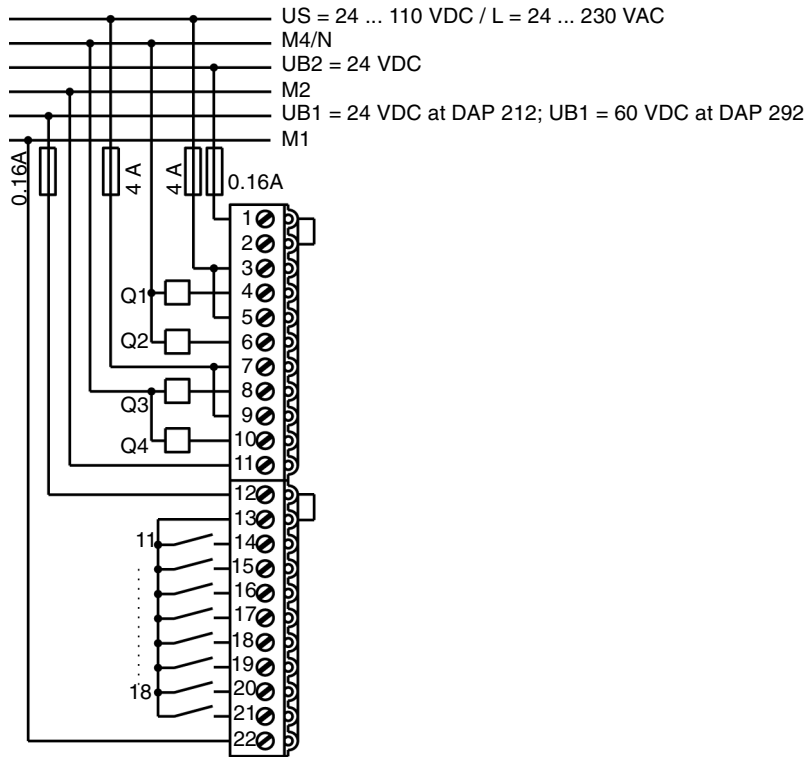 US = 24 ... 110 VDC / L = 24 ... 230 VAC
M4/N
UB2 = 24 VDC
M2
UB1 = 24 VDC at DAP 212; UB1 = 60 VDC at DAP 292
M1
0.16A
4 A
4 A
0.16A
1
2
3
Q1
4
5
Q2
6
7
8
Q3
9
Q4
10
11
12
13
11
14
15
16
17
18
19
18
20
21
22